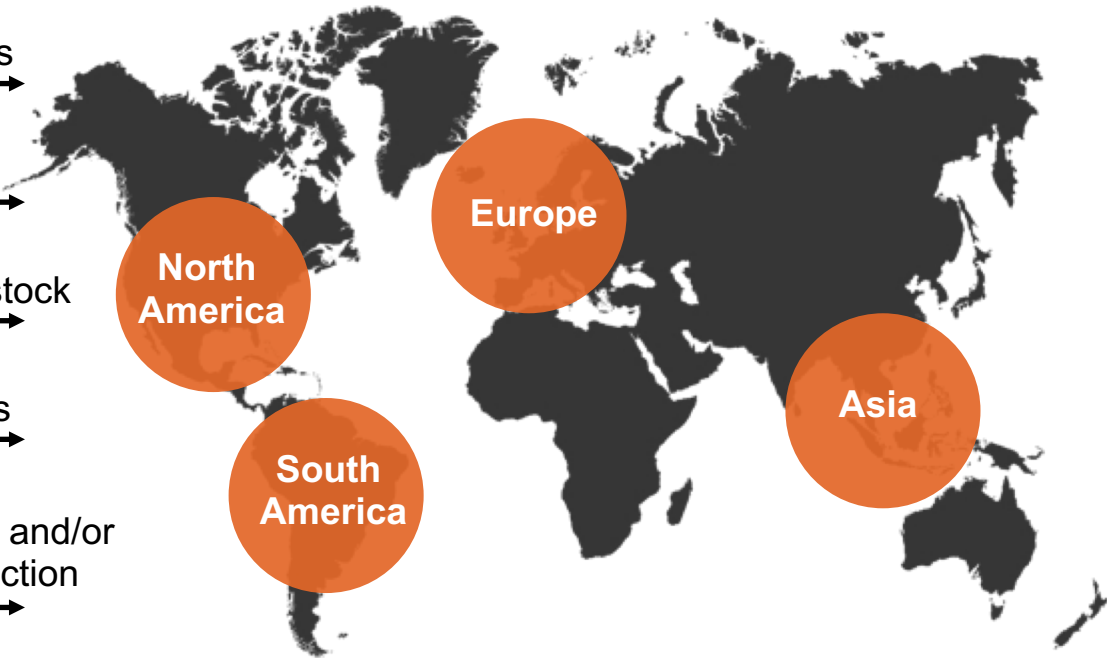 s
stock
s
and/or
ction
Europe
North
America
Asia
South
America